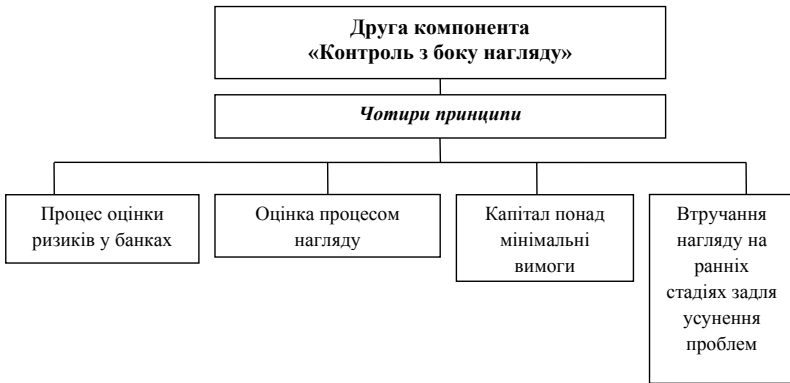 Друга компонента
«Контроль з боку нагляду»
Чотири принципи
Процес оцінки
ризиків у банках
Оцінка процесом
нагляду
Капітал понад
мінімальні
вимоги
Втручання
нагляду на
ранніх
стадіях задля
усунення
проблем